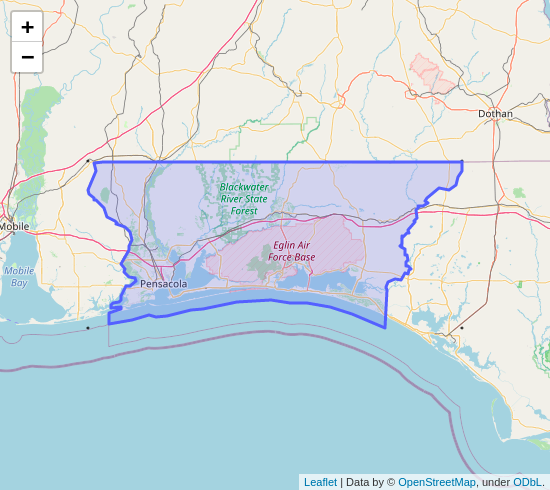 +
−
Dothan
Blackwater
River State
Forest
Mobile
Eglin Air
Force Base
Mobile
Bay
Pensacola
Leaflet | Data by © OpenStreetMap, under ODbL.